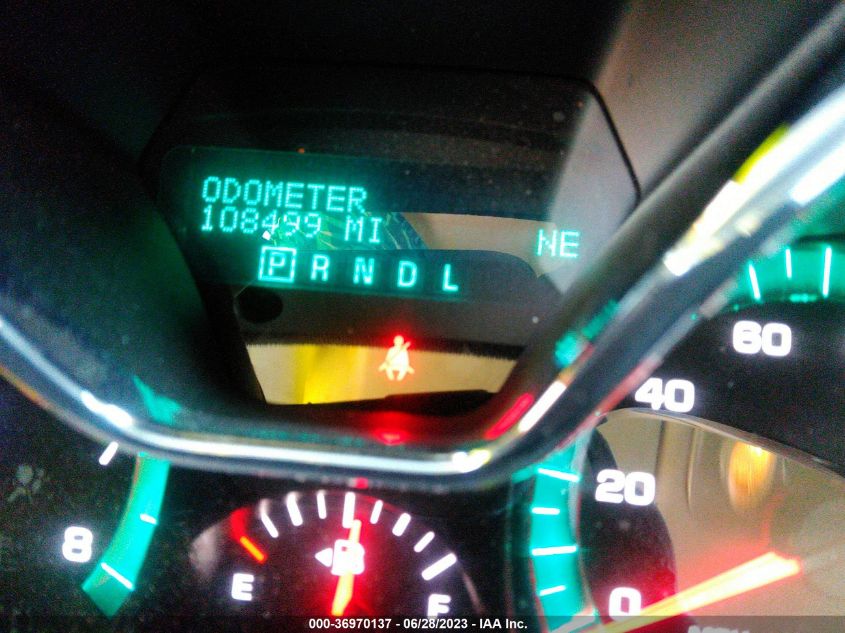 ODOMETER
108499 MI
NE
P R N D L
60
40
20
0
8
E
F
000-36970137 - 06/28/2023 - IAA Inc.